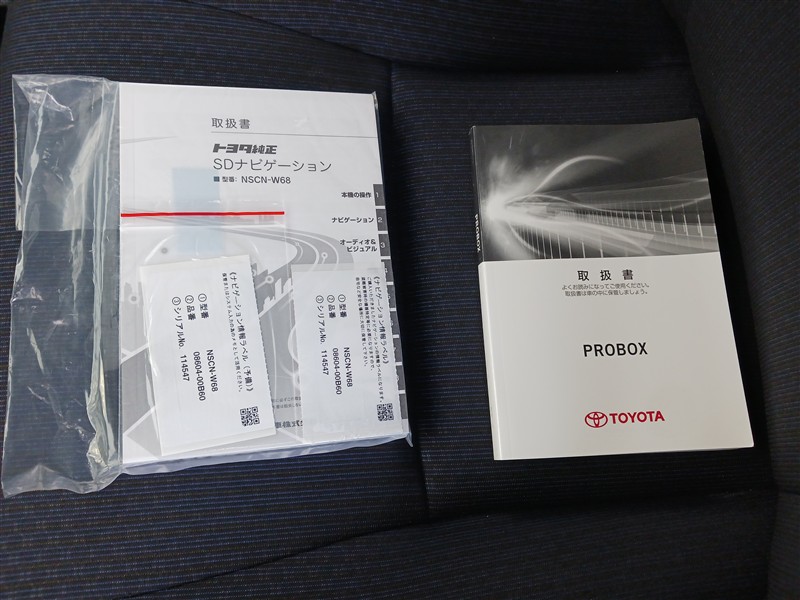 取扱書
トヨタ純正
SDナビゲーション
■ 型番: NSCN-W68
本機の操作 1
ナビゲーション 2
オーディオ&
ビジュアル 3
《ナビゲーション情報ラベル（予備）》
①型番 NSCN-W68
②品番 08604-00B60
③シリアルNo. 114547
《ナビゲーション情報ラベル》
①型番 NSCN-W68
②品番 08604-00B60
③シリアルNo. 114547
PROBOX
取 扱 書
よくお読みになってご使用ください。
取扱書は車の中に保管しましょう。
PROBOX
TOYOTA